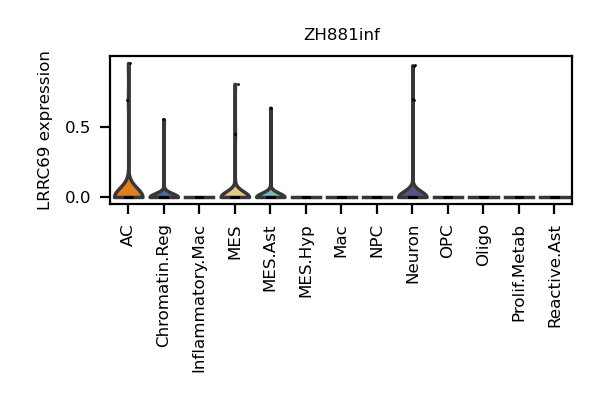 ZH881inf
LRRC69 expression
0.5
0.0
AC
Chromatin.Reg
Inflammatory.Mac
MES
MES.Ast
MES.Hyp
Mac
NPC
Neuron
OPC
Oligo
Prolif.Metab
Reactive.Ast